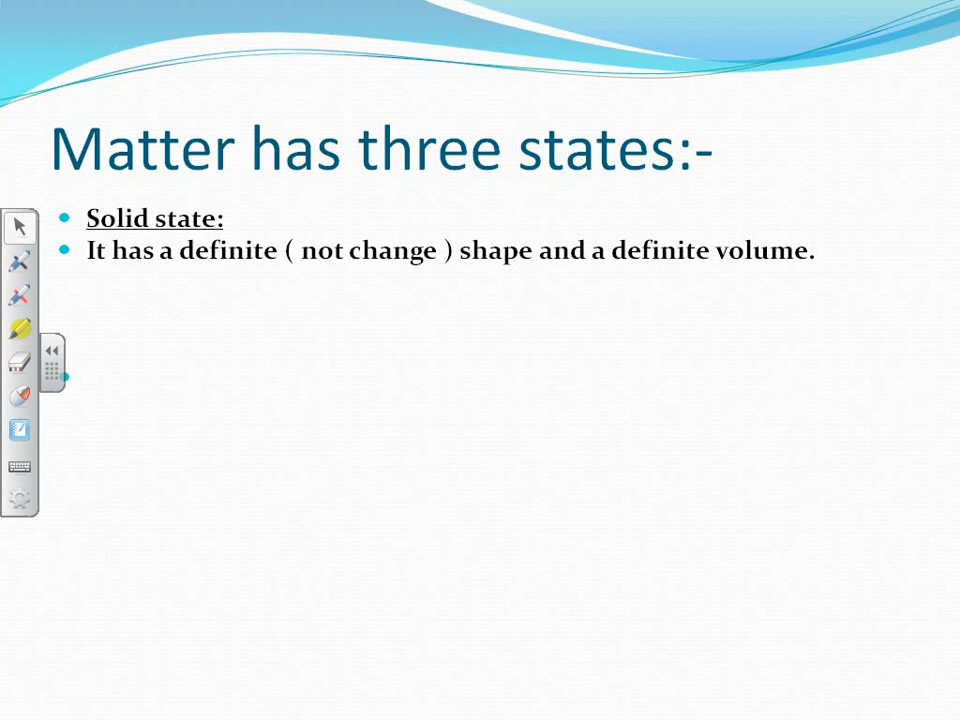 Matter has three states:-
Solid state:
It has a definite ( not change ) shape and a definite volume.